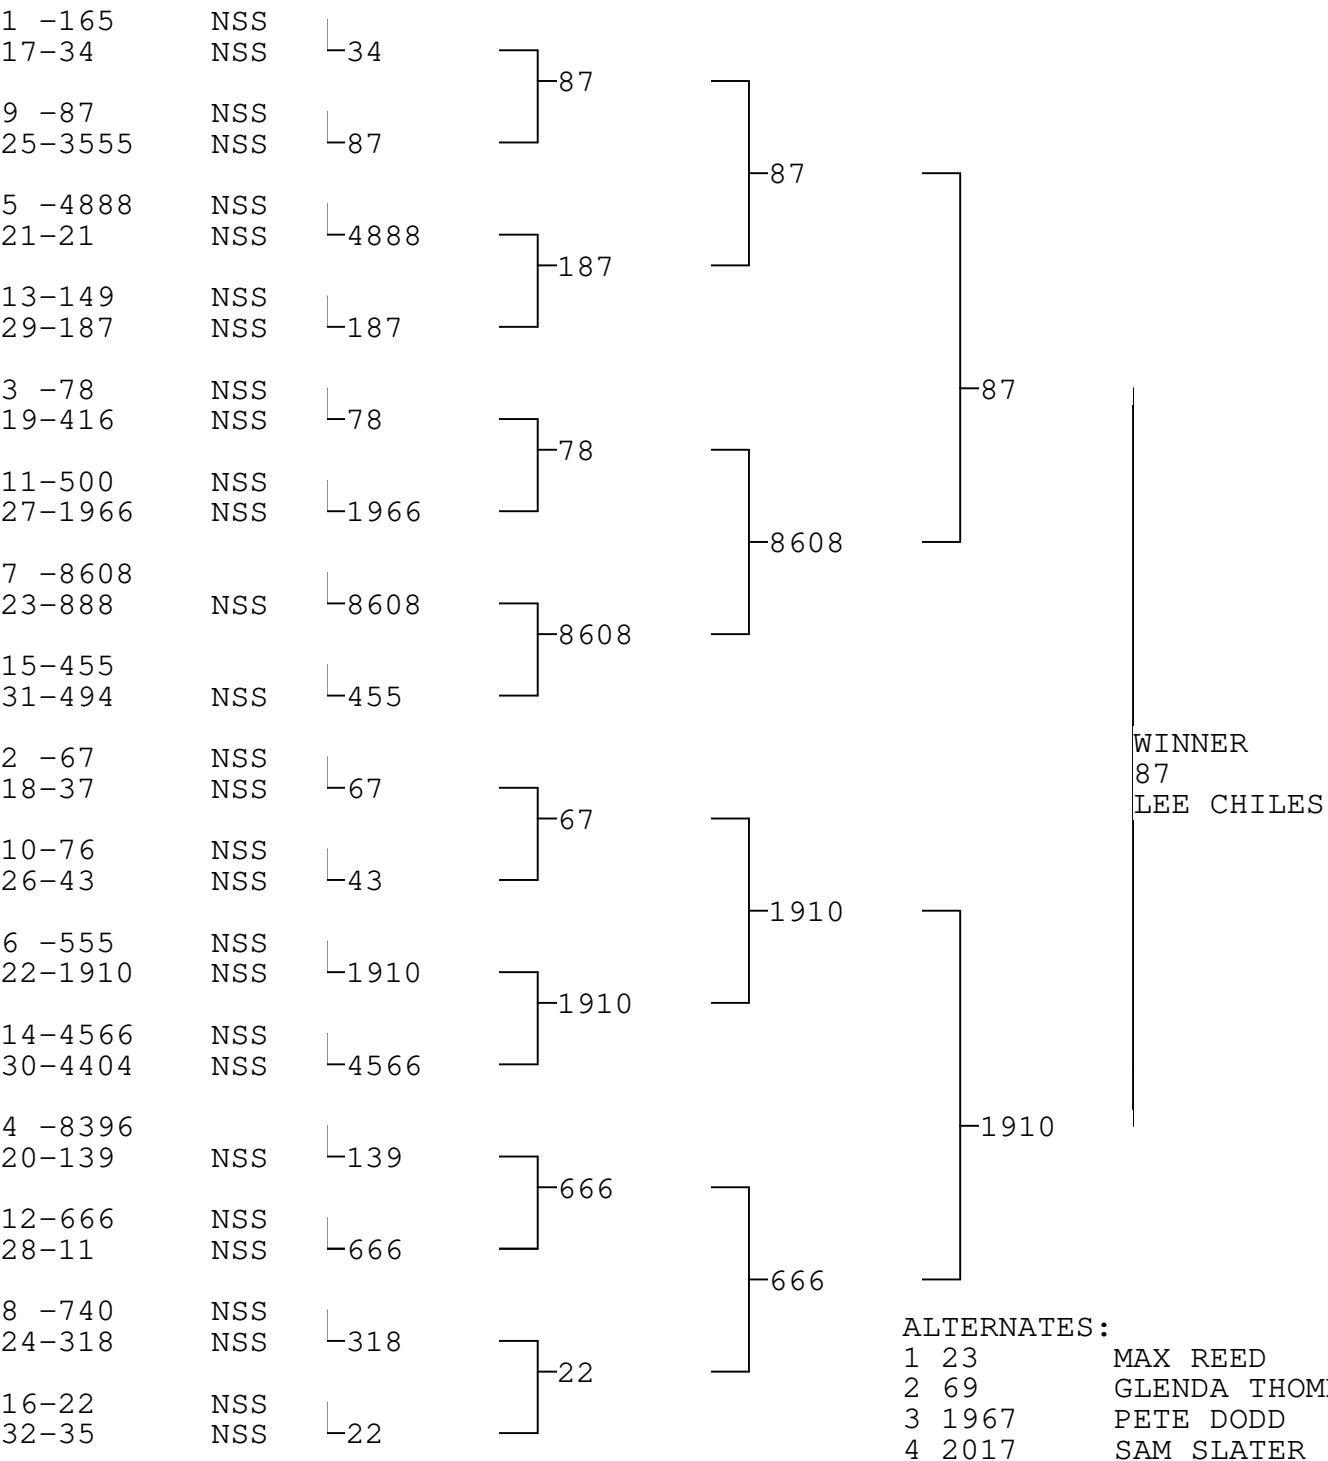 1 -165 NSS
17-34 NSS 34
87
9 -87 NSS
25-3555 NSS 87
87
5 -4888 NSS
21-21 NSS 4888
187
13-149 NSS
29-187 NSS 187
3 -78 NSS 87
19-416 NSS 78
78
11-500 NSS
27-1966 NSS 1966
8608
7 -8608
23-888 NSS 8608
8608
15-455
31-494 NSS 455
WINNER
2 -67 NSS
87
18-37 NSS 67
LEE CHILES
67
10-76 NSS
26-43 NSS 43
1910
6 -555 NSS
22-1910 NSS 1910
1910
14-4566 NSS
30-4404 NSS 4566
4 -8396 1910
20-139 NSS 139
666
12-666 NSS
28-11 NSS 666
666
8 -740 NSS
ALTERNATES:
24-318 NSS 318
1 23 MAX REED
22
2 69 GLENDA
16-22 NSS
3 1967 PETE DODD
32-35 NSS 22
4 2017 SAM SLATER